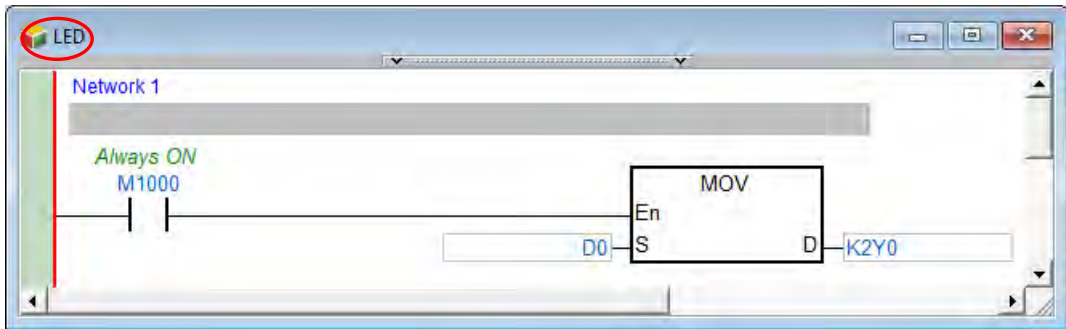 LED
Network 1
Always ON
M1000
MOV
En
D0 S D K2Y0